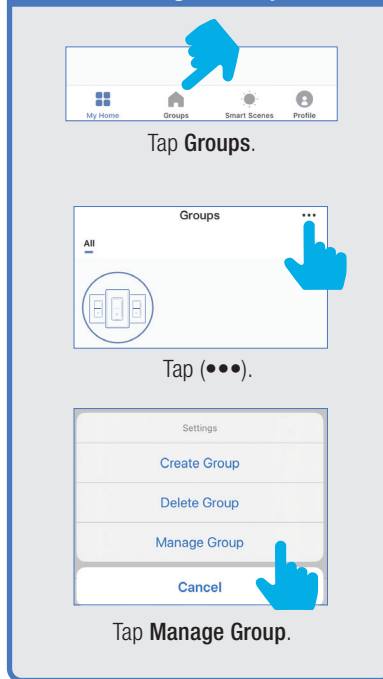 My Home Groups Smart Scenes Profile
Tap Groups.
Groups •••
All
Tap (•••).
Settings
Create Group
Delete Group
Manage Group
Cancel
Tap Manage Group.